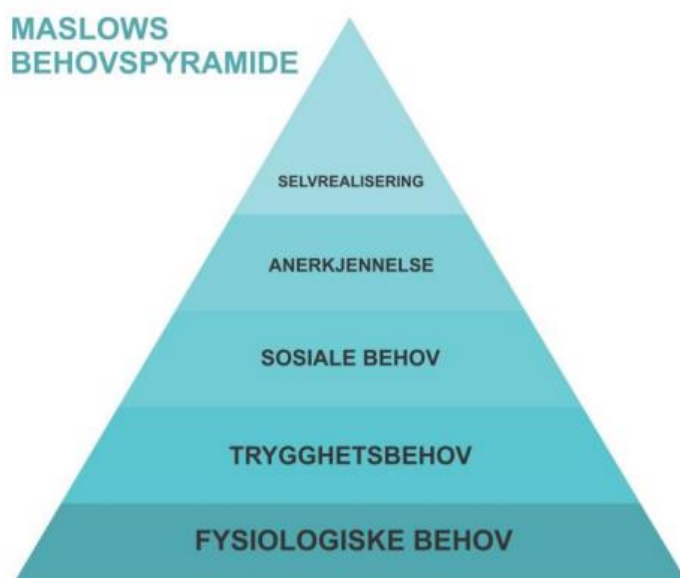 MASLOWS
BEHOVSPYRAMIDE
SELVREALISERING
ANERKJENNELSE
SOSIALE BEHOV
TRYGGHETSBEHOV
FYSIOLOGISKE BEHOV